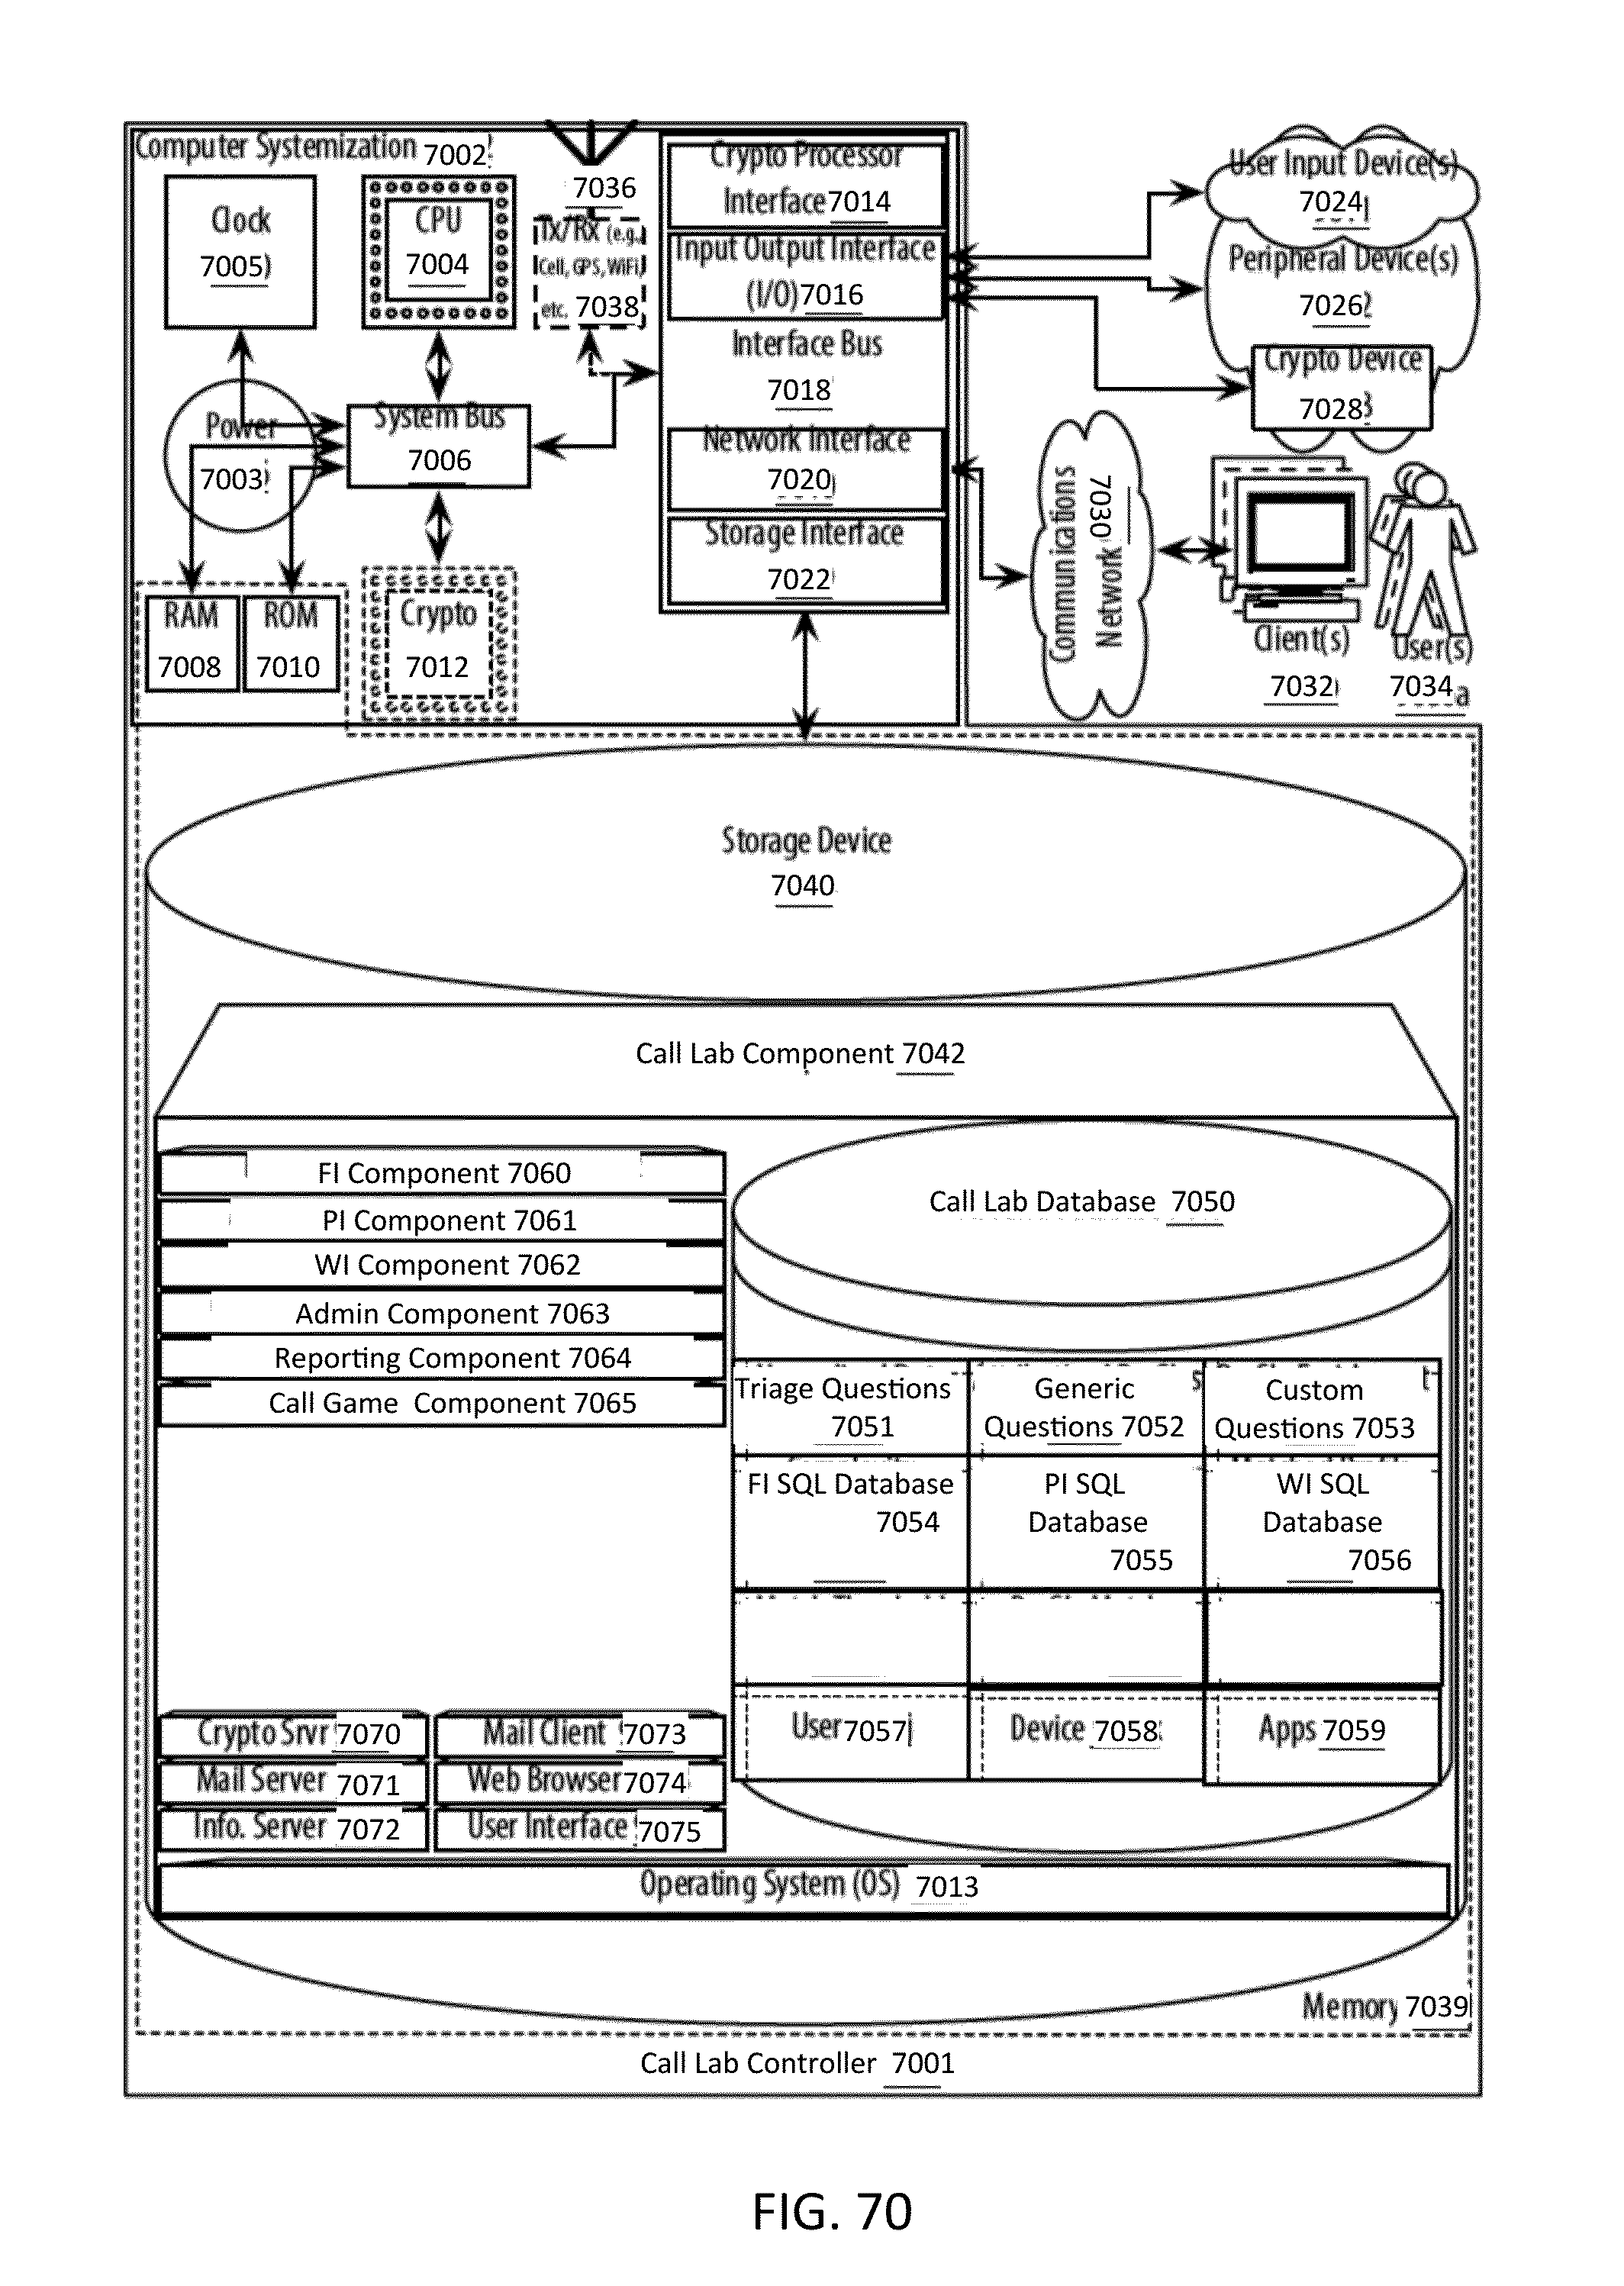 Computer Systemization 7002
Clock
7005
CPU
7004
7036
Tx/Rx (e.g.,
Cell, GPS, WiFi,
etc. 7038
Crypto Processor
Interface 7014
Input Output Interface
(I/O) 7016
Interface Bus
7018
Network Interface
7020
Storage Interface
7022
User Input Device(s)
7024
Peripheral Device(s)
7026
Crypto Device
7028
Power
7003
System Bus
7006
RAM
7008
ROM
7010
Crypto
7012
Communications
Network 7030
Client(s)
7032
User(s)
7034a
Storage Device
7040
Call Lab Component 7042
FI Component 7060
PI Component 7061
WI Component 7062
Admin Component 7063
Reporting Component 7064
Call Game Component 7065
Call Lab Database 7050
Triage Questions
7051
Generic
Questions 7052
Custom
Questions 7053
FI SQL Database
7054
PI SQL
Database
7055
WI SQL
Database
7056
User 7057
Device 7058
Apps 7059
Crypto Srvr 7070
Mail Client 7073
Mail Server 7071
Web Browser 7074
Info. Server 7072
User Interface 7075
Operating System (OS) 7013
Memory 7039
Call Lab Controller 7001
FIG. 70